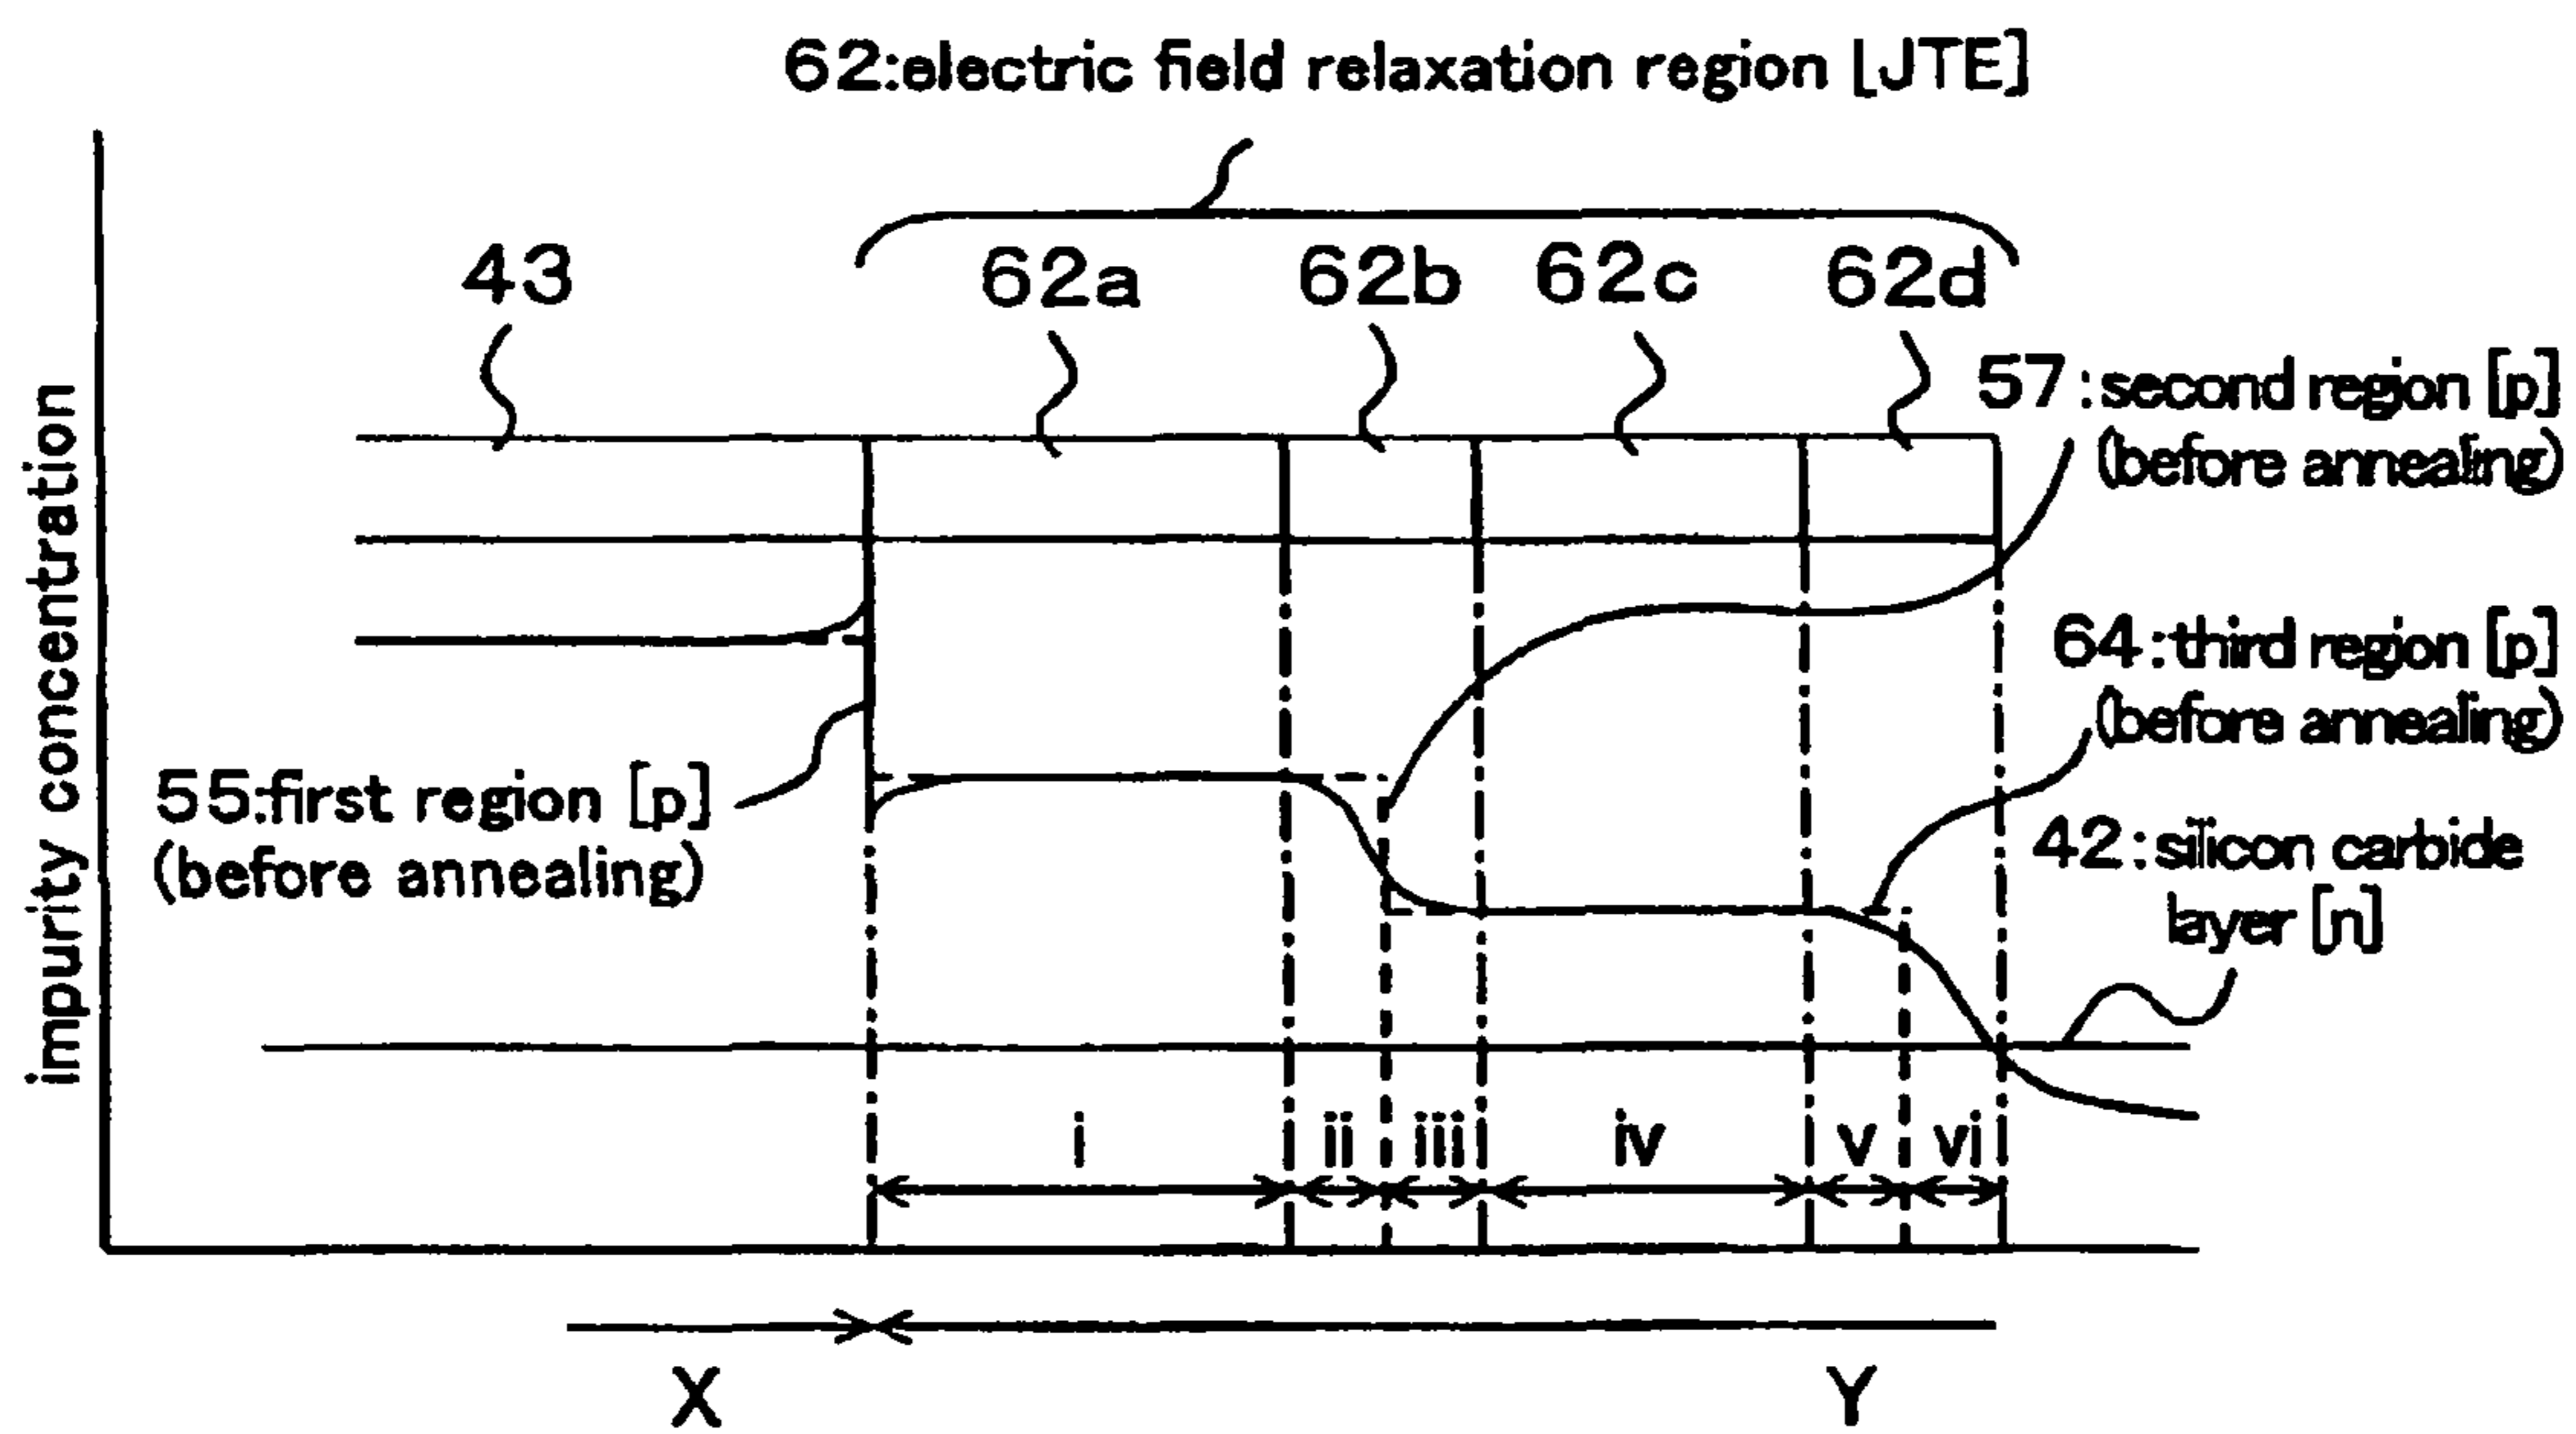 62:electric field relaxation region [JTE]
43
62a
62b
62c
62d
57:second region [p]
(before annealing)
64:third region [p]
(before annealing)
55:first region [p]
(before annealing)
42:silicon carbide
layer [n]
impurity concentration
i
ii
iii
iv
v
vi
X
Y